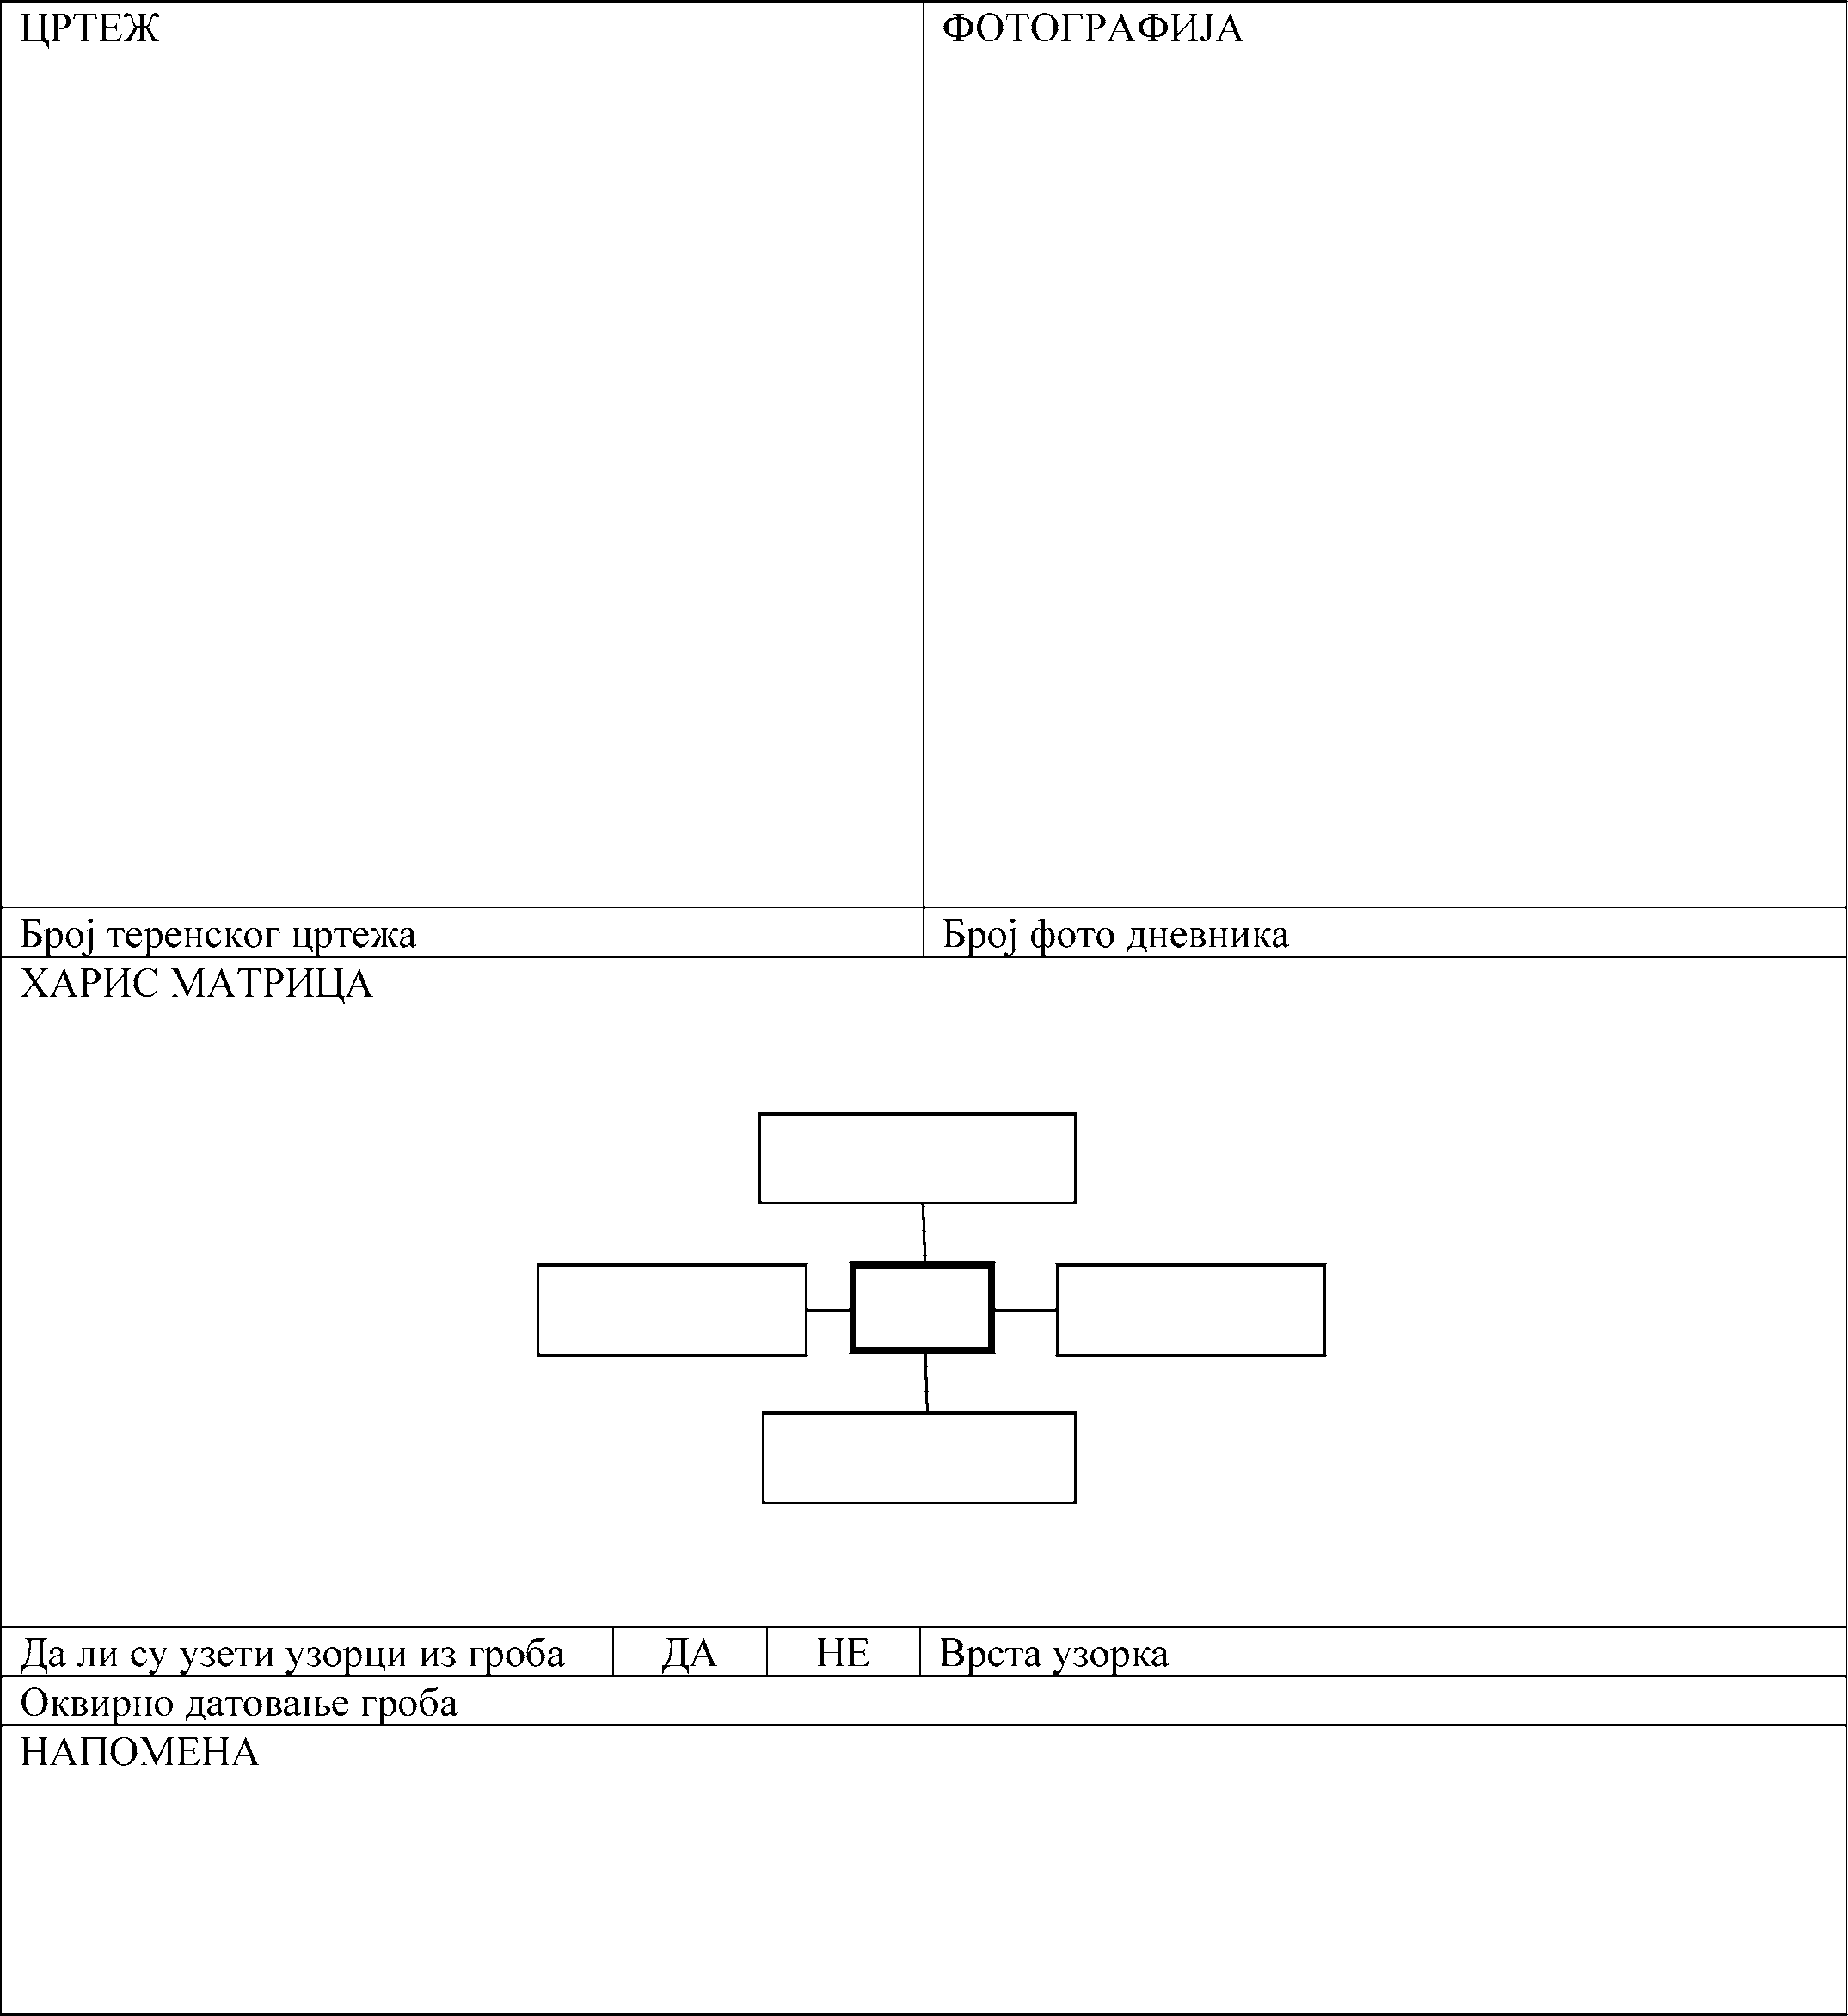 ЦРТЕЖ
ФОТОГРАФИЈА
Број теренског цртежа
Број фото дневника
ХАРИС МАТРИЦА
Да ли су узети узорци из гроба
ДА
НЕ
Врста узорка
Оквирно датовање гроба
НАПОМЕНА